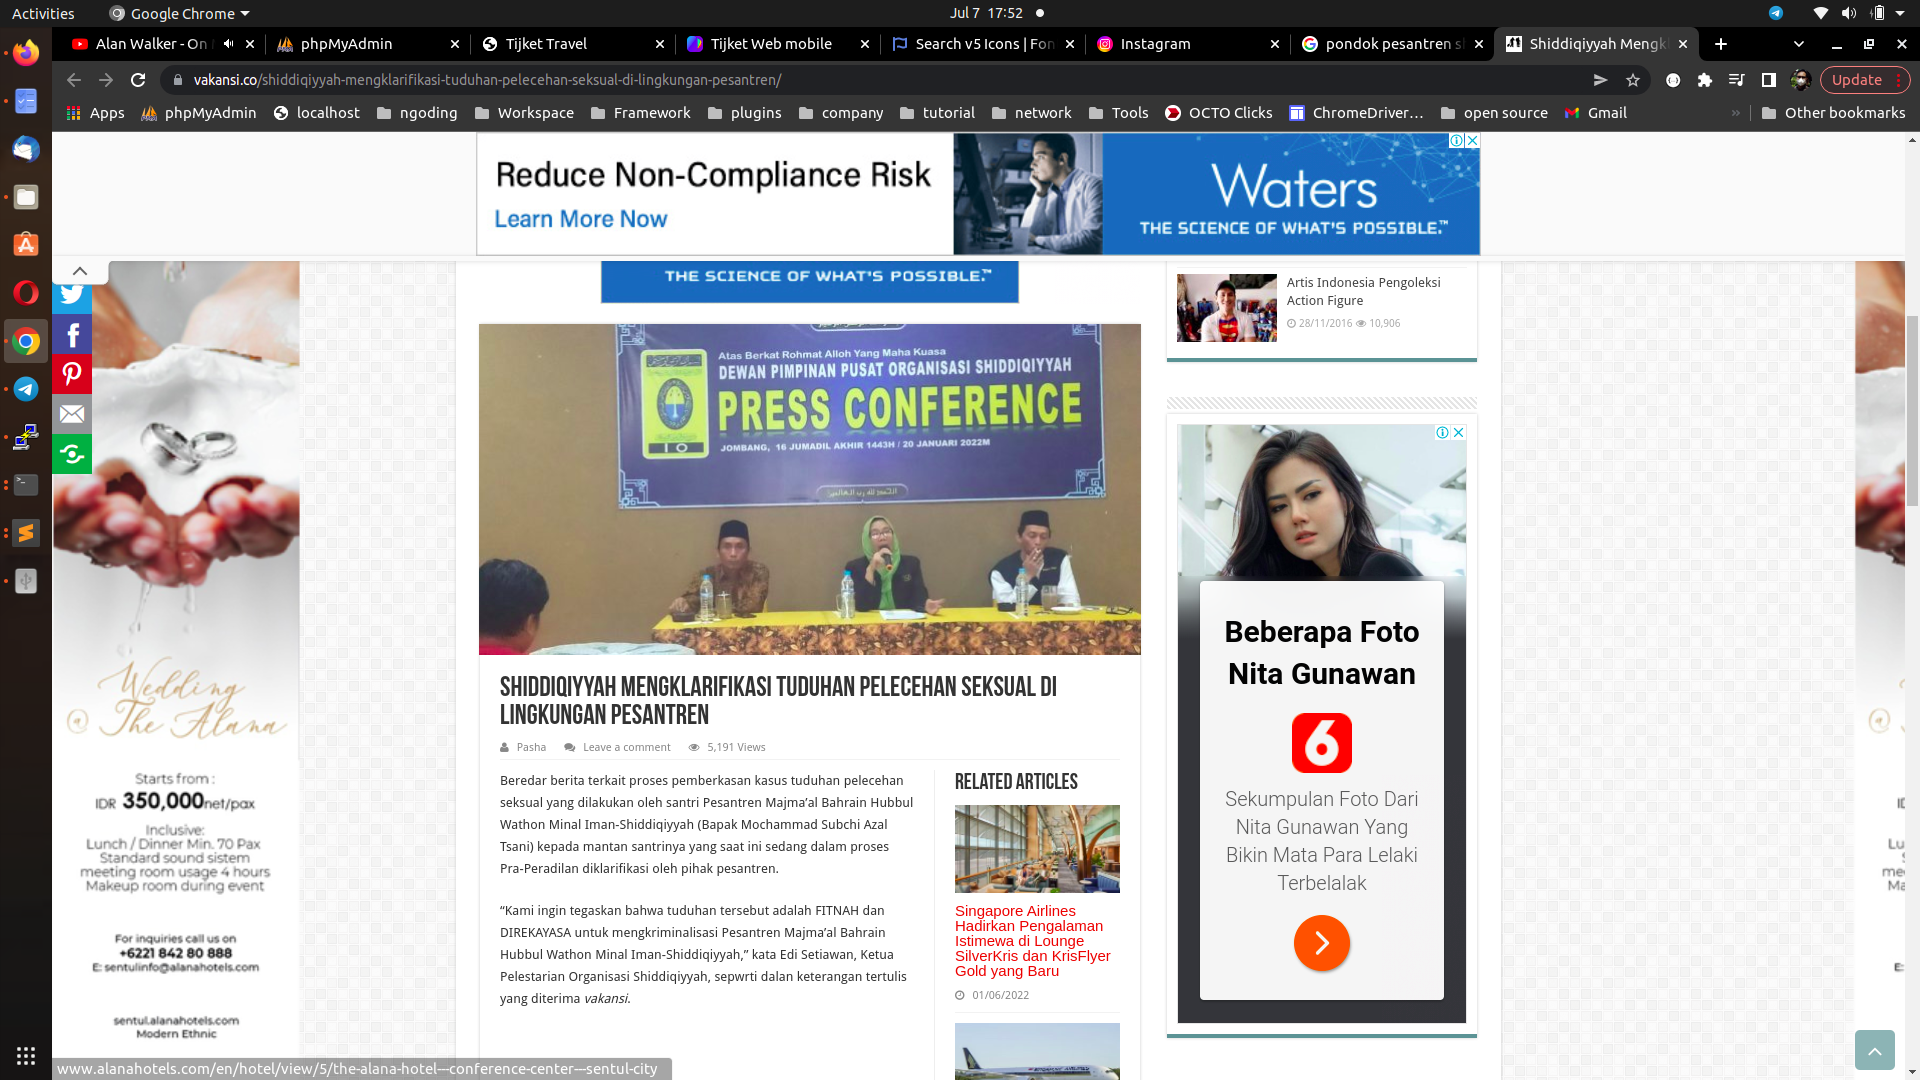 Activities
Google Chrome
Jul 7 17:52
Alan Walker - On
phpMyAdmin
Tijket Travel
Tijket Web mobile
Search v5 Icons | Fon
Instagram
pondok pesantren s
Shiddiqiyyah Mengk
vakansi.co/shiddiqiyyah-mengklarifikasi-tuduhan-pelecehan-seksual-di-lingkungan-pesantren/
Update
Apps
phpMyAdmin
localhost
ngoding
Workspace
Framework
plugins
company
tutorial
network
Tools
OCTO Clicks
ChromeDriver...
open source
Gmail
Other bookmarks
Reduce Non-Compliance Risk
Learn More Now
Waters
THE SCIENCE OF WHAT'S POSSIBLE.™
THE SCIENCE OF WHAT'S POSSIBLE.™
Artis Indonesia Pengoleksi
Action Figure
28/11/2016 10,906
Atas Berkat Rohmat Alloh Yang Maha Kuasa
DEWAN PIMPINAN PUSAT ORGANISASI SHIDDIQIYYAH
PRESS CONFERENCE
JOMBANG, 16 JUMADIL AKHIR 1443H / 20 JANUARI 2022M
SHIDDIQIYYAH MENGKLARIFIKASI TUDUHAN PELECEHAN SEKSUAL DI
LINGKUNGAN PESANTREN
Pasha Leave a comment 5,191 Views
Beredar berita terkait proses pemberkasan kasus tuduhan pelecehan
seksual yang dilakukan oleh santri Pesantren Majma'al Bahrain Hubbul
Wathon Minal Iman-Shiddiqiyyah (Bapak Mochammad Subchi Azal
Tsani) kepada mantan santrinya yang saat ini sedang dalam proses
Pra-Peradilan diklarifikasi oleh pihak pesantren.
“Kami ingin tegaskan bahwa tuduhan tersebut adalah FITNAH dan
DIREKAYASA untuk mengkriminalisasi Pesantren Majma'al Bahrain
Hubbul Wathon Minal Iman-Shiddiqiyyah,” kata Edi Setiawan, Ketua
Pelestarian Organisasi Shiddiqiyyah, sepwrti dalan keterangan tertulis
yang diterima vakansi.
RELATED ARTICLES
Singapore Airlines
Hadirkan Pengalaman
Istimewa di Lounge
SilverKris dan KrisFlyer
Gold yang Baru
01/06/2022
Beberapa Foto
Nita Gunawan
6
Sekumpulan Foto Dari
Nita Gunawan Yang
Bikin Mata Para Lelaki
Terbelalak
Wedding
@ The Alana
Starts from :
IDR 350,000net/pax
Inclusive:
Lunch / Dinner Min. 70 Pax
Standard sound sistem
meeting room usage 4 hours
Makeup room during event
For inquiries call us on
+6221 842 80 888
E: sentulinfo@alanahotels.com
sentul.alanahotels.com
Modern Ethnic
www.alanahotels.com/en/hotel/view/5/the-alana-hotel---conference-center---sentul-city